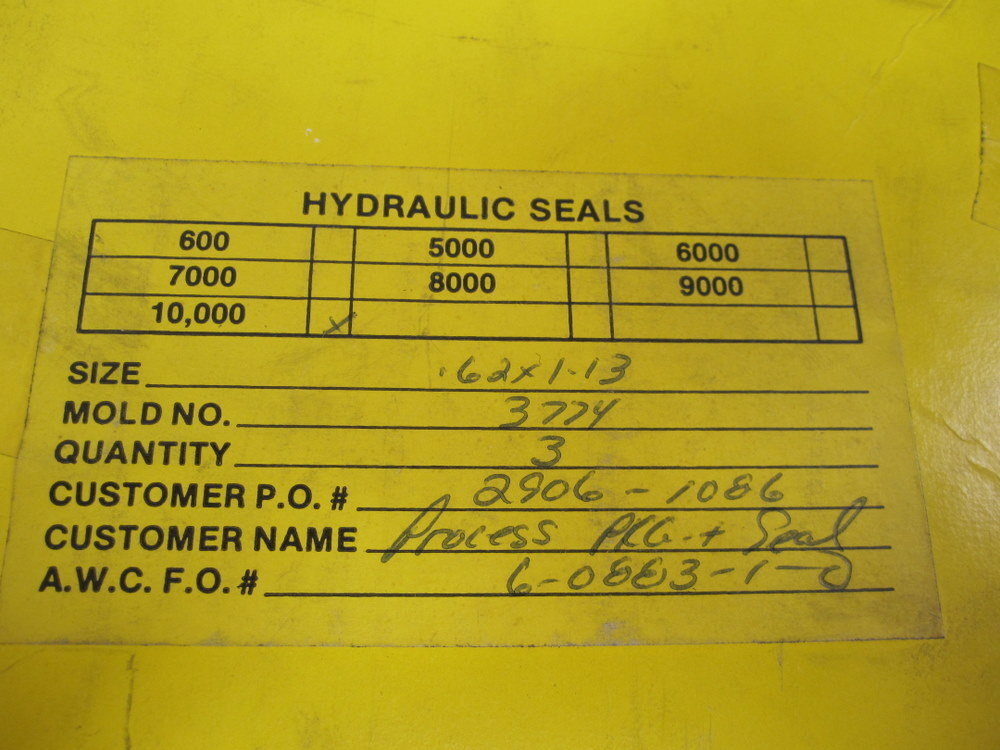 HYDRAULIC SEALS
600 5000 6000
7000 8000 9000
10,000 x
SIZE .62x1.13
MOLD NO. 3774
QUANTITY 3
CUSTOMER P.O. # 2906-1086
CUSTOMER NAME Process PKG + Seal
A.W.C. F.O. # 6-0883-1-0